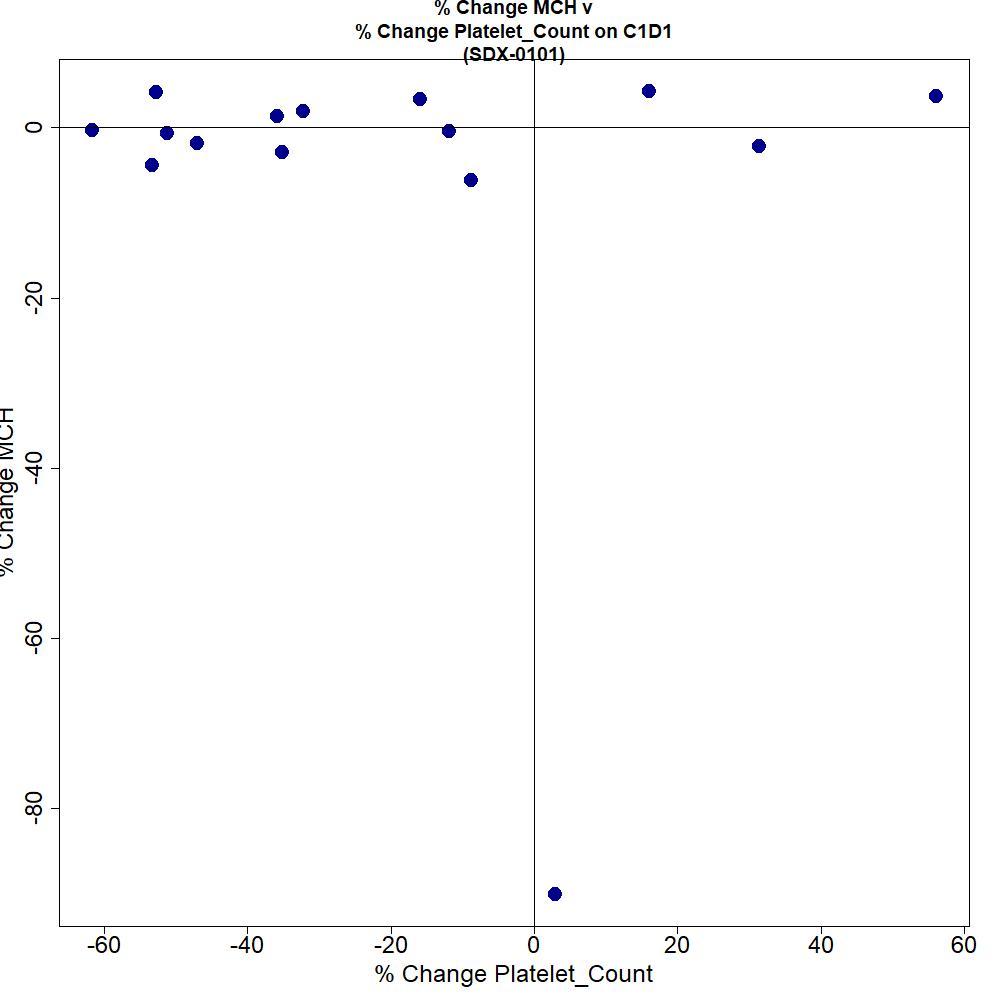 % Change MCH v
% Change Platelet_Count on C1D1
(SDX-0101)
% Change MCH
0
-20
-40
-60
-80
-60
-40
-20
0
20
40
60
% Change Platelet_Count